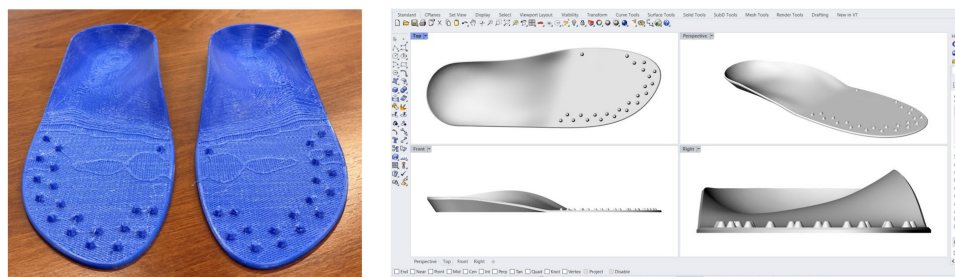 Standard CPlanes Set View Display Select Viewport Layout Visibility Transform Curve Tools Surface Tools Solid Tools SubD Tools Mesh Tools Render Tools Drafting New in V7
Top
Perspective
Front
Right
Perspective Top Front Right
End Near Point Mid Cen Int Perp Tan Quad Knot Vertex Project Disable